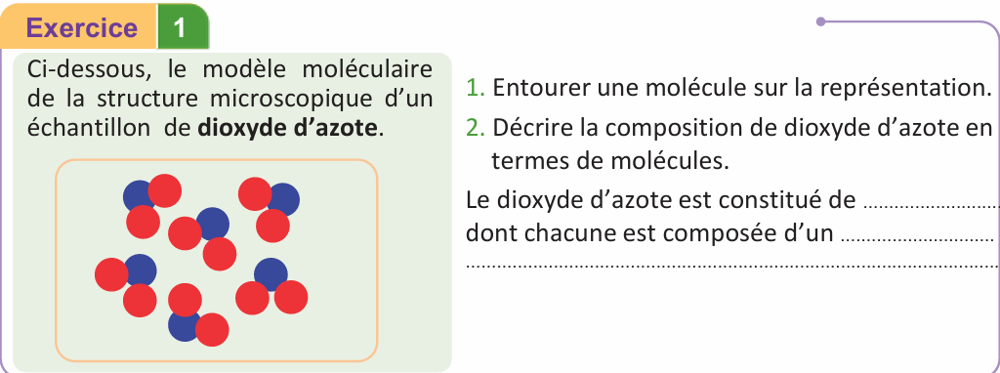 Exercice 1
Ci-dessous, le modèle moléculaire
de la structure microscopique d’un
échantillon de dioxyde d’azote.
1. Entourer une molécule sur la représentation.
2. Décrire la composition de dioxyde d’azote en
termes de molécules.
Le dioxyde d’azote est constitué de ...........................
dont chacune est composée d’un ..............................
........................................................................................................